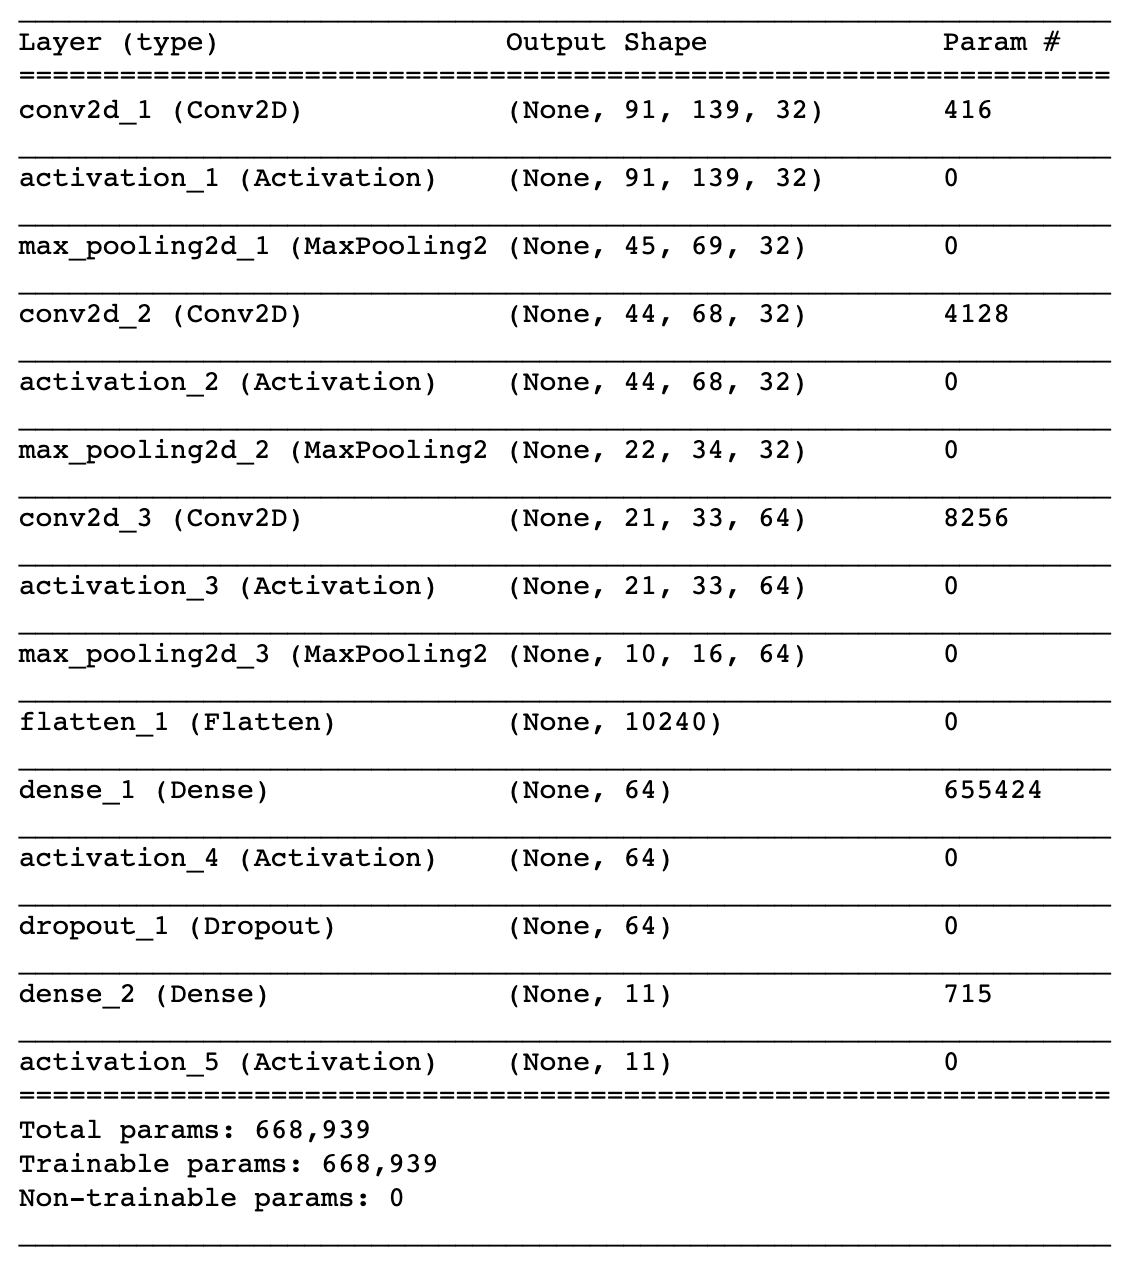 Layer (type) Output Shape Param #
=================================================================
conv2d_1 (Conv2D) (None, 91, 139, 32) 416
activation_1 (Activation) (None, 91, 139, 32) 0
max_pooling2d_1 (MaxPooling2 (None, 45, 69, 32) 0
conv2d_2 (Conv2D) (None, 44, 68, 32) 4128
activation_2 (Activation) (None, 44, 68, 32) 0
max_pooling2d_2 (MaxPooling2 (None, 22, 34, 32) 0
conv2d_3 (Conv2D) (None, 21, 33, 64) 8256
activation_3 (Activation) (None, 21, 33, 64) 0
max_pooling2d_3 (MaxPooling2 (None, 10, 16, 64) 0
flatten_1 (Flatten) (None, 10240) 0
dense_1 (Dense) (None, 64) 655424
activation_4 (Activation) (None, 64) 0
dropout_1 (Dropout) (None, 64) 0
dense_2 (Dense) (None, 11) 715
activation_5 (Activation) (None, 11) 0
=================================================================
Total params: 668,939
Trainable params: 668,939
Non-trainable params: 0